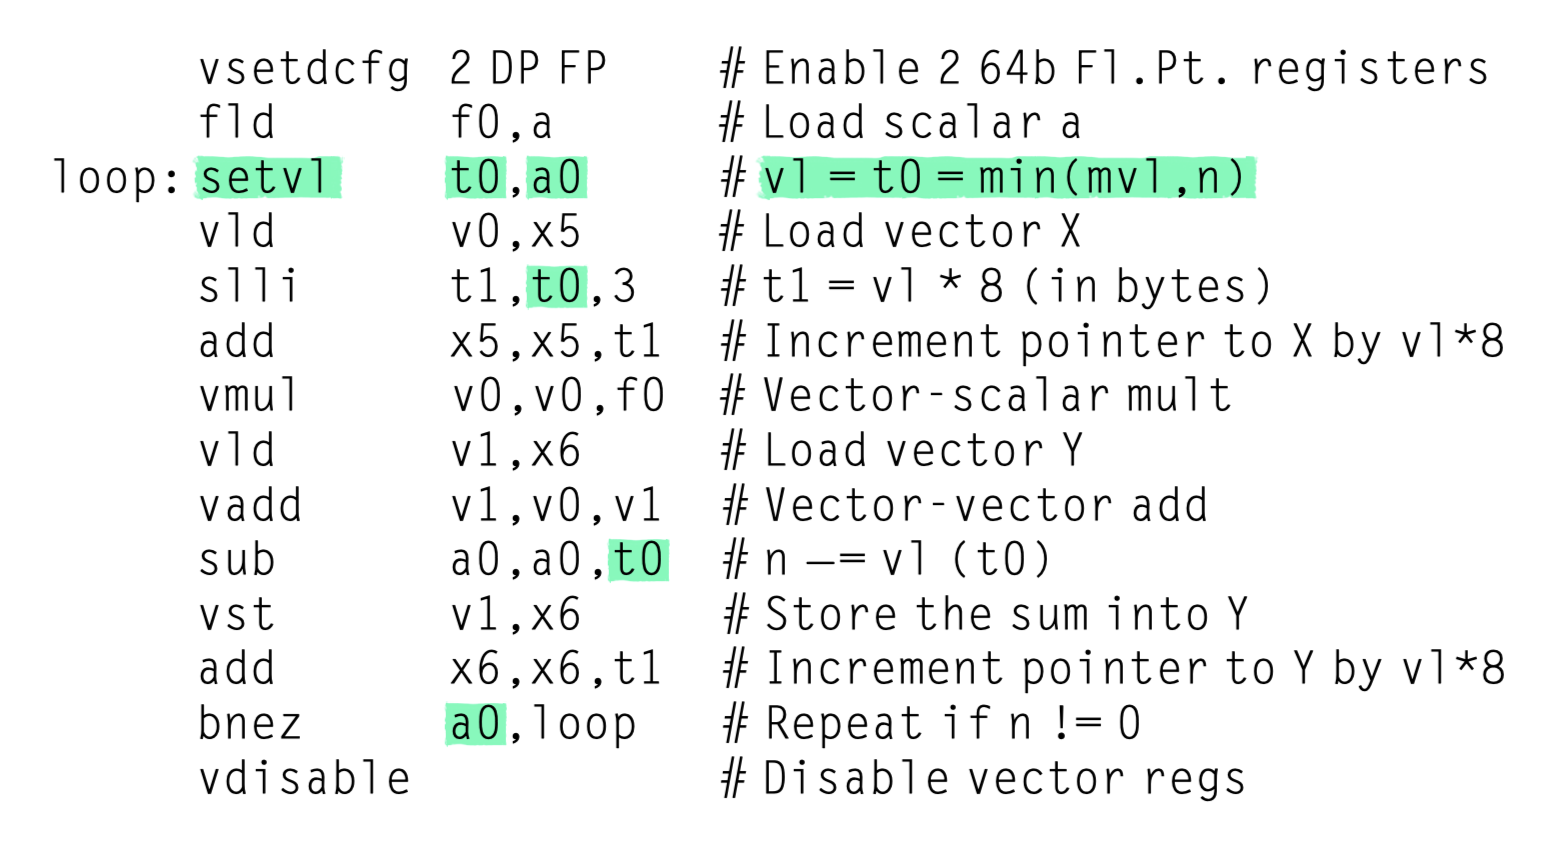 vsetdcfg 2 DP FP # Enable 2 64b Fl.Pt. registers
fld f0,a # Load scalar a
loop: setvl t0,a0 # vl = t0 = min(mvl,n)
vld v0,x5 # Load vector X
slli t1,t0,3 # t1 = vl * 8 (in bytes)
add x5,x5,t1 # Increment pointer to X by vl*8
vmul v0,v0,f0 # Vector-scalar mult
vld v1,x6 # Load vector Y
vadd v1,v0,v1 # Vector-vector add
sub a0,a0,t0 # n –= vl (t0)
vst v1,x6 # Store the sum into Y
add x6,x6,t1 # Increment pointer to Y by vl*8
bnez a0,loop # Repeat if n != 0
vdisable # Disable vector regs